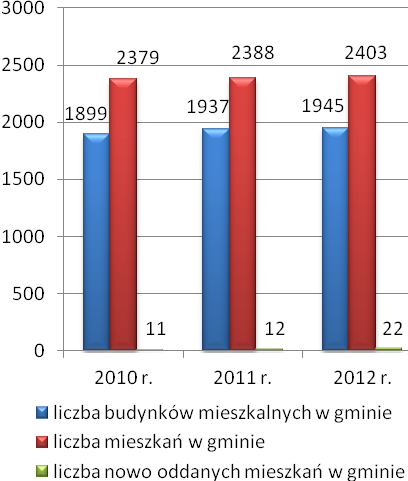 3000
2500
2000
1500
1000
500
0
2379
2388
2403
1899
1937
1945
11
12
22
2010 r.
2011 r.
2012 r.
liczba budynków mieszkalnych w gminie
liczba mieszkań w gminie
liczba nowo oddanych mieszkań w gminie